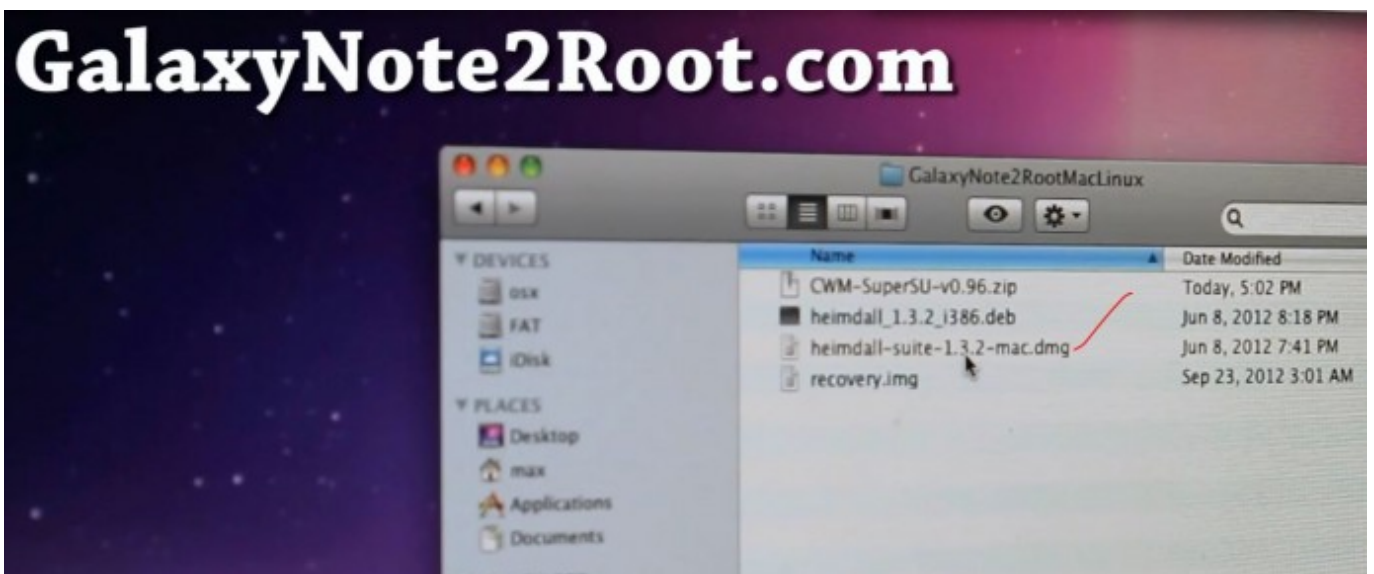 GalaxyNote2Root.com
GalaxyNote2RootMacLinux
Name
Date Modified
CWM-SuperSU-v0.96.zip
Today, 5:02 PM
heimdall_1.3.2_i386.deb
Jun 8, 2012 8:18 PM
heimdall-suite-1.3.2-mac.dmg
Jun 8, 2012 7:41 PM
recovery.img
Sep 23, 2012 3:01 AM
DEVICES
osx
FAT
iDisk
PLACES
Desktop
max
Applications
Documents